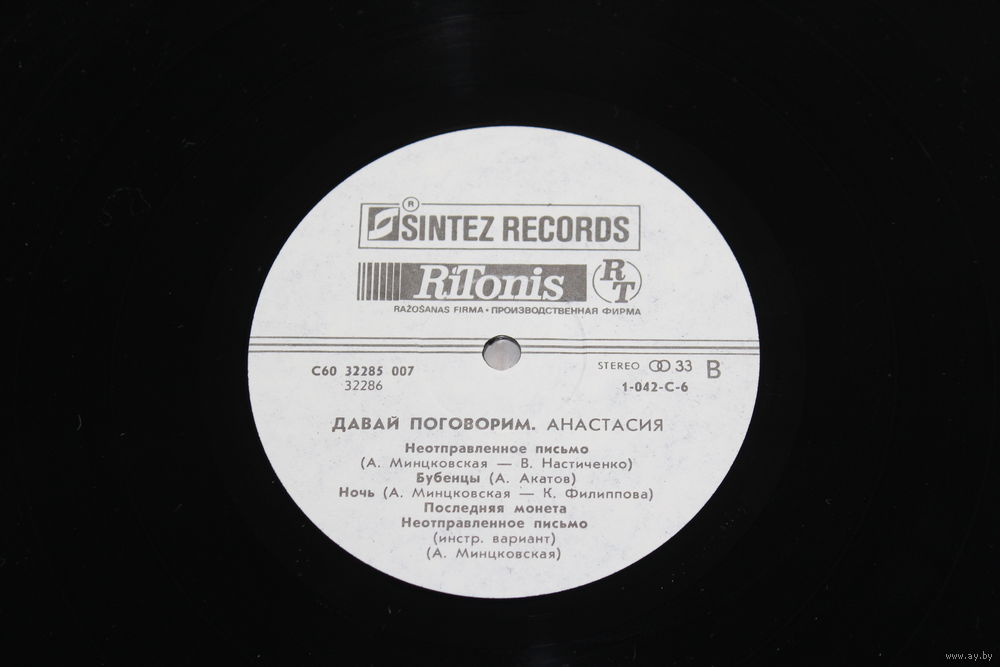 ®
SINTEZ RECORDS
RiTonis RT
RAŽOŠANAS FIRMA • ПРОИЗВОДСТВЕННАЯ ФИРМА
С60 32285 007
32286
STEREO 33 B
1-042-С-6
ДАВАЙ ПОГОВОРИМ. АНАСТАСИЯ
Неотправленное письмо
(А. Минцковская — В. Настиченко)
Бубенцы (А. Акатов)
Ночь (А. Минцковская — К. Филиппова)
Последняя монета
Неотправленное письмо
(инстр. вариант)
(А. Минцковская)
www.ay.by